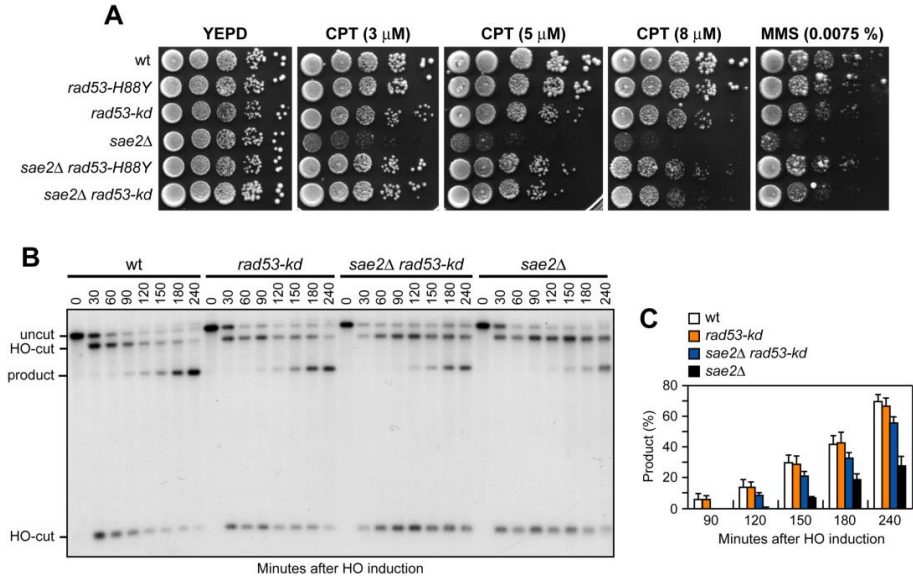 A
YEPD CPT (3 μM) CPT (5 μM) CPT (8 μM) MMS (0.0075 %)
wt
rad53-H88Y
rad53-kd
sae2Δ
sae2Δ rad53-H88Y
sae2Δ rad53-kd
B
wt rad53-kd sae2Δ rad53-kd sae2Δ
0 30 60 90 120 150 180 240 0 30 60 90 120 150 180 240 0 30 60 90 120 150 180 240 0 30 60 90 120 150 180 240
uncut
HO-cut
product
HO-cut
Minutes after HO induction
C
wt
rad53-kd
sae2Δ rad53-kd
sae2Δ
Product (%)
80
60
40
20
0
90 120 150 180 240
Minutes after HO induction